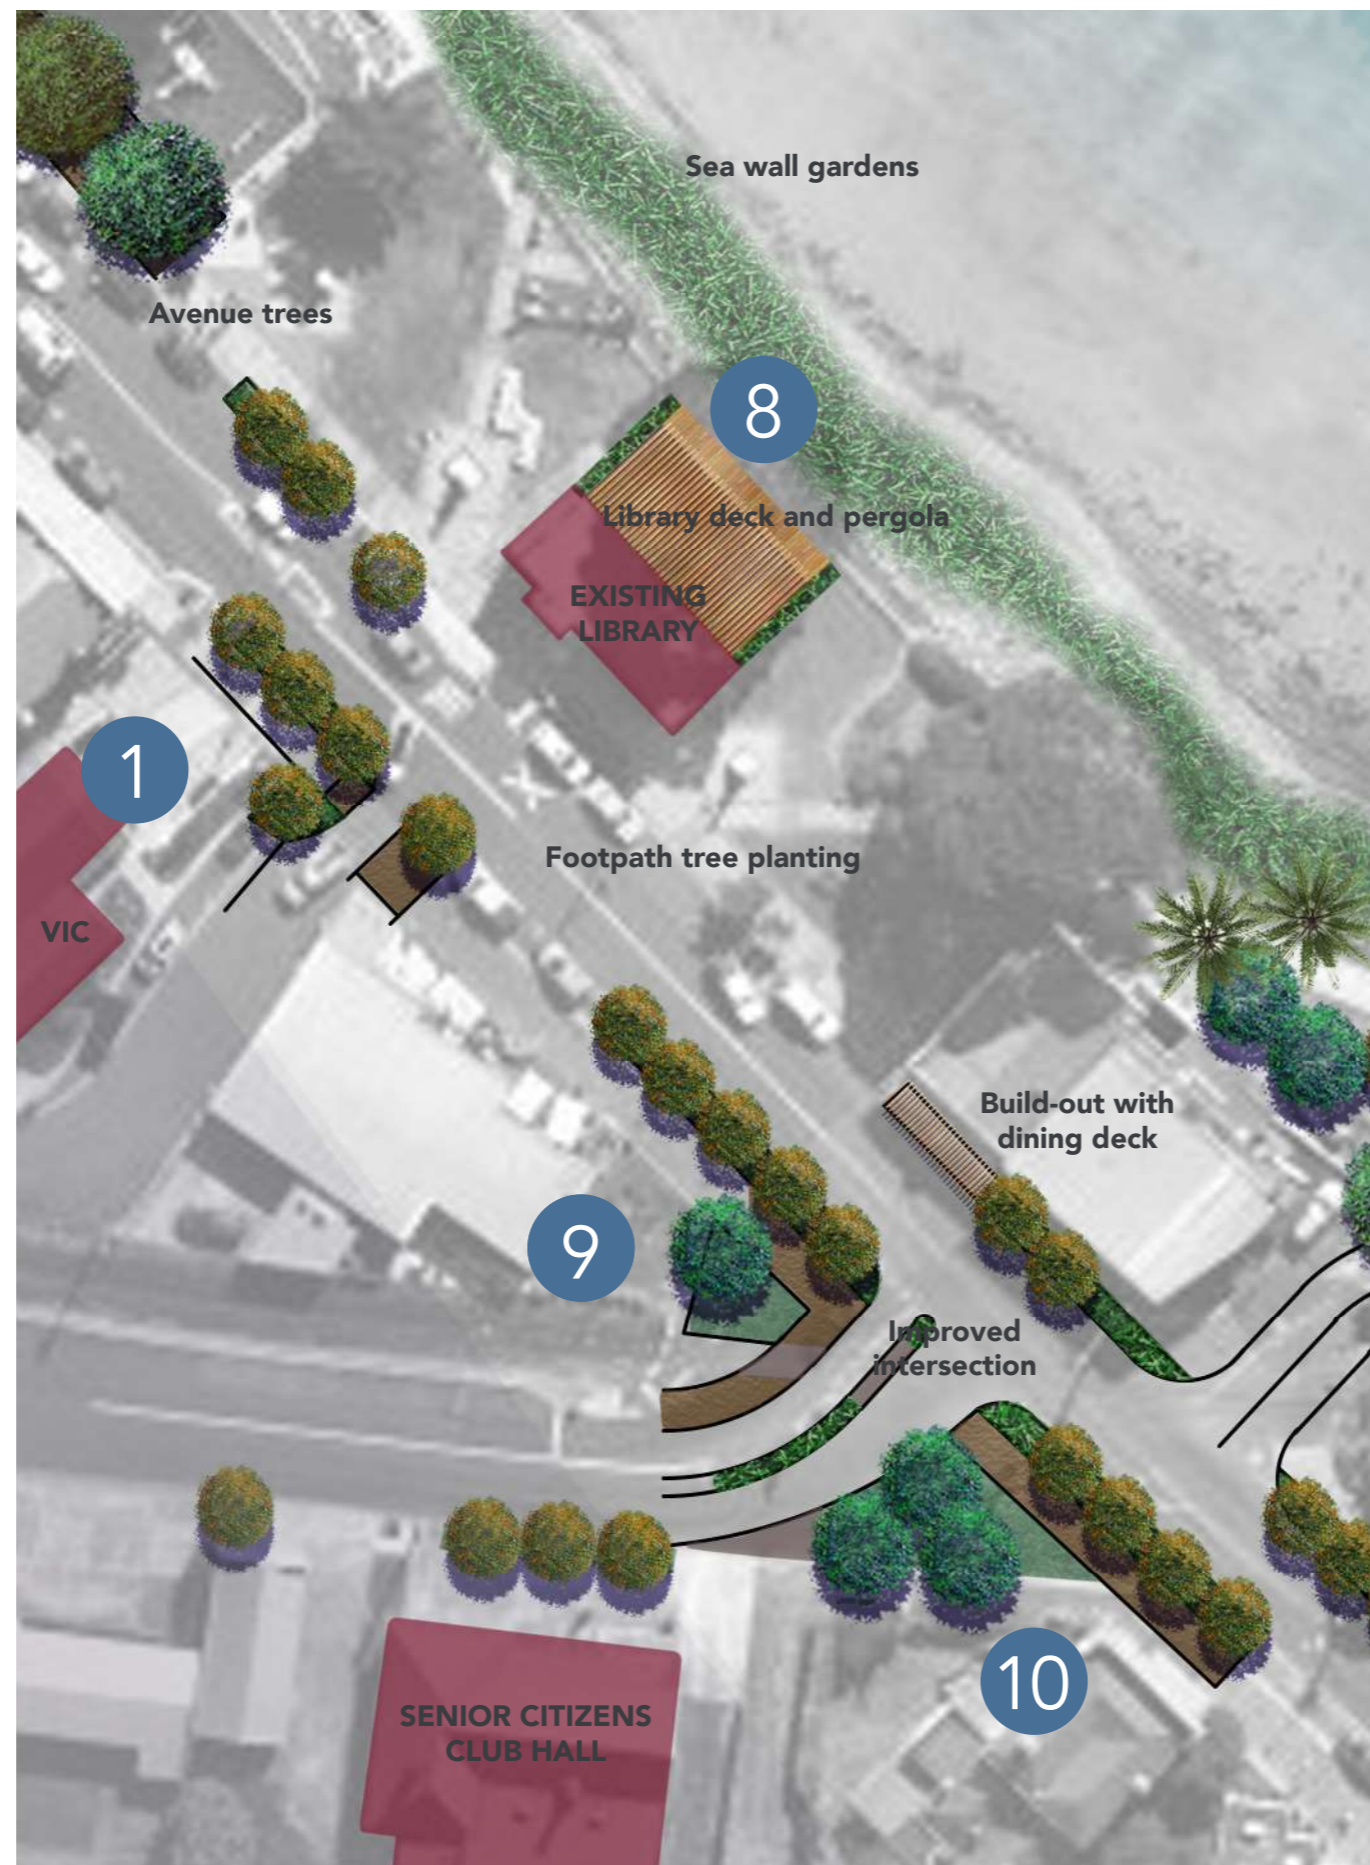 Sea wall gardens
Avenue trees
8
Library deck and pergola
EXISTING
LIBRARY
1
Footpath tree planting
VIC
Build-out with
dining deck
9
Improved
intersection
10
SENIOR CITIZENS
CLUB HALL